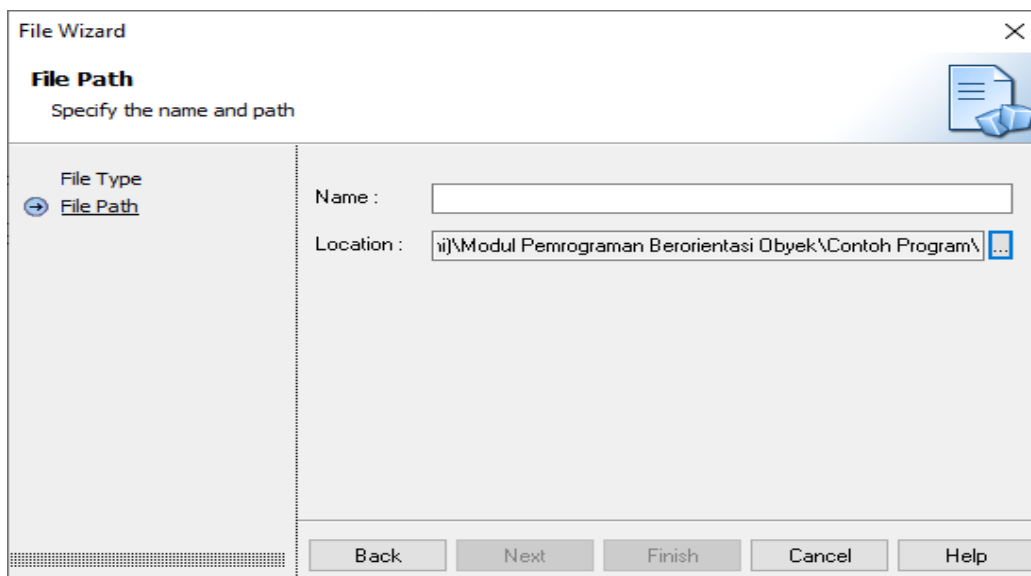 File Wizard
File Path
Specify the name and path
File Type
File Path
Name :
Location : \Modul Pemrograman Berorientasi Obyek\Contoh Program\ ...
Back Next Finish Cancel Help